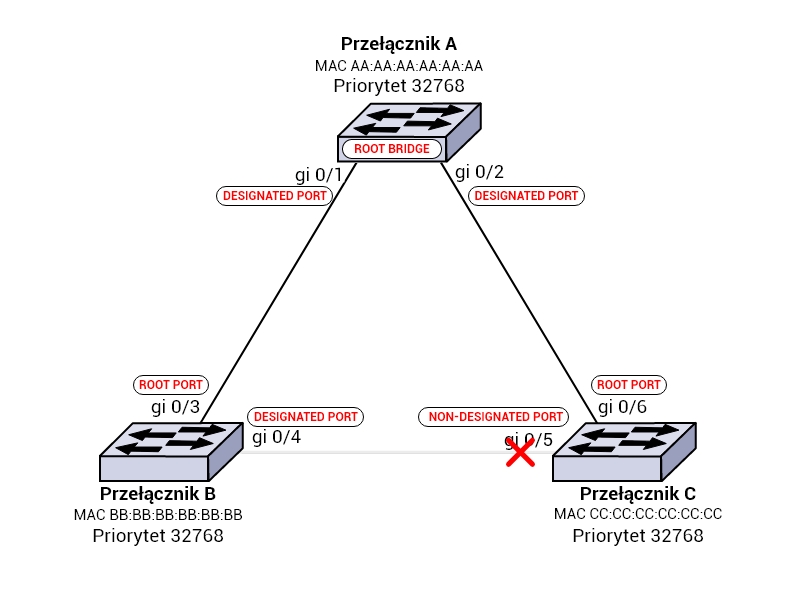 Przełącznik A
MAC AA:AA:AA:AA:AA:AA
Priorytet 32768
ROOT BRIDGE
gi 0/1
gi 0/2
DESIGNATED PORT
DESIGNATED PORT
ROOT PORT
ROOT PORT
gi 0/3
gi 0/6
DESIGNATED PORT
NON-DESIGNATED PORT
gi 0/4
gi 0/5
Przełącznik B
MAC BB:BB:BB:BB:BB:BB
Priorytet 32768
Przełącznik C
MAC CC:CC:CC:CC:CC:CC
Priorytet 32768